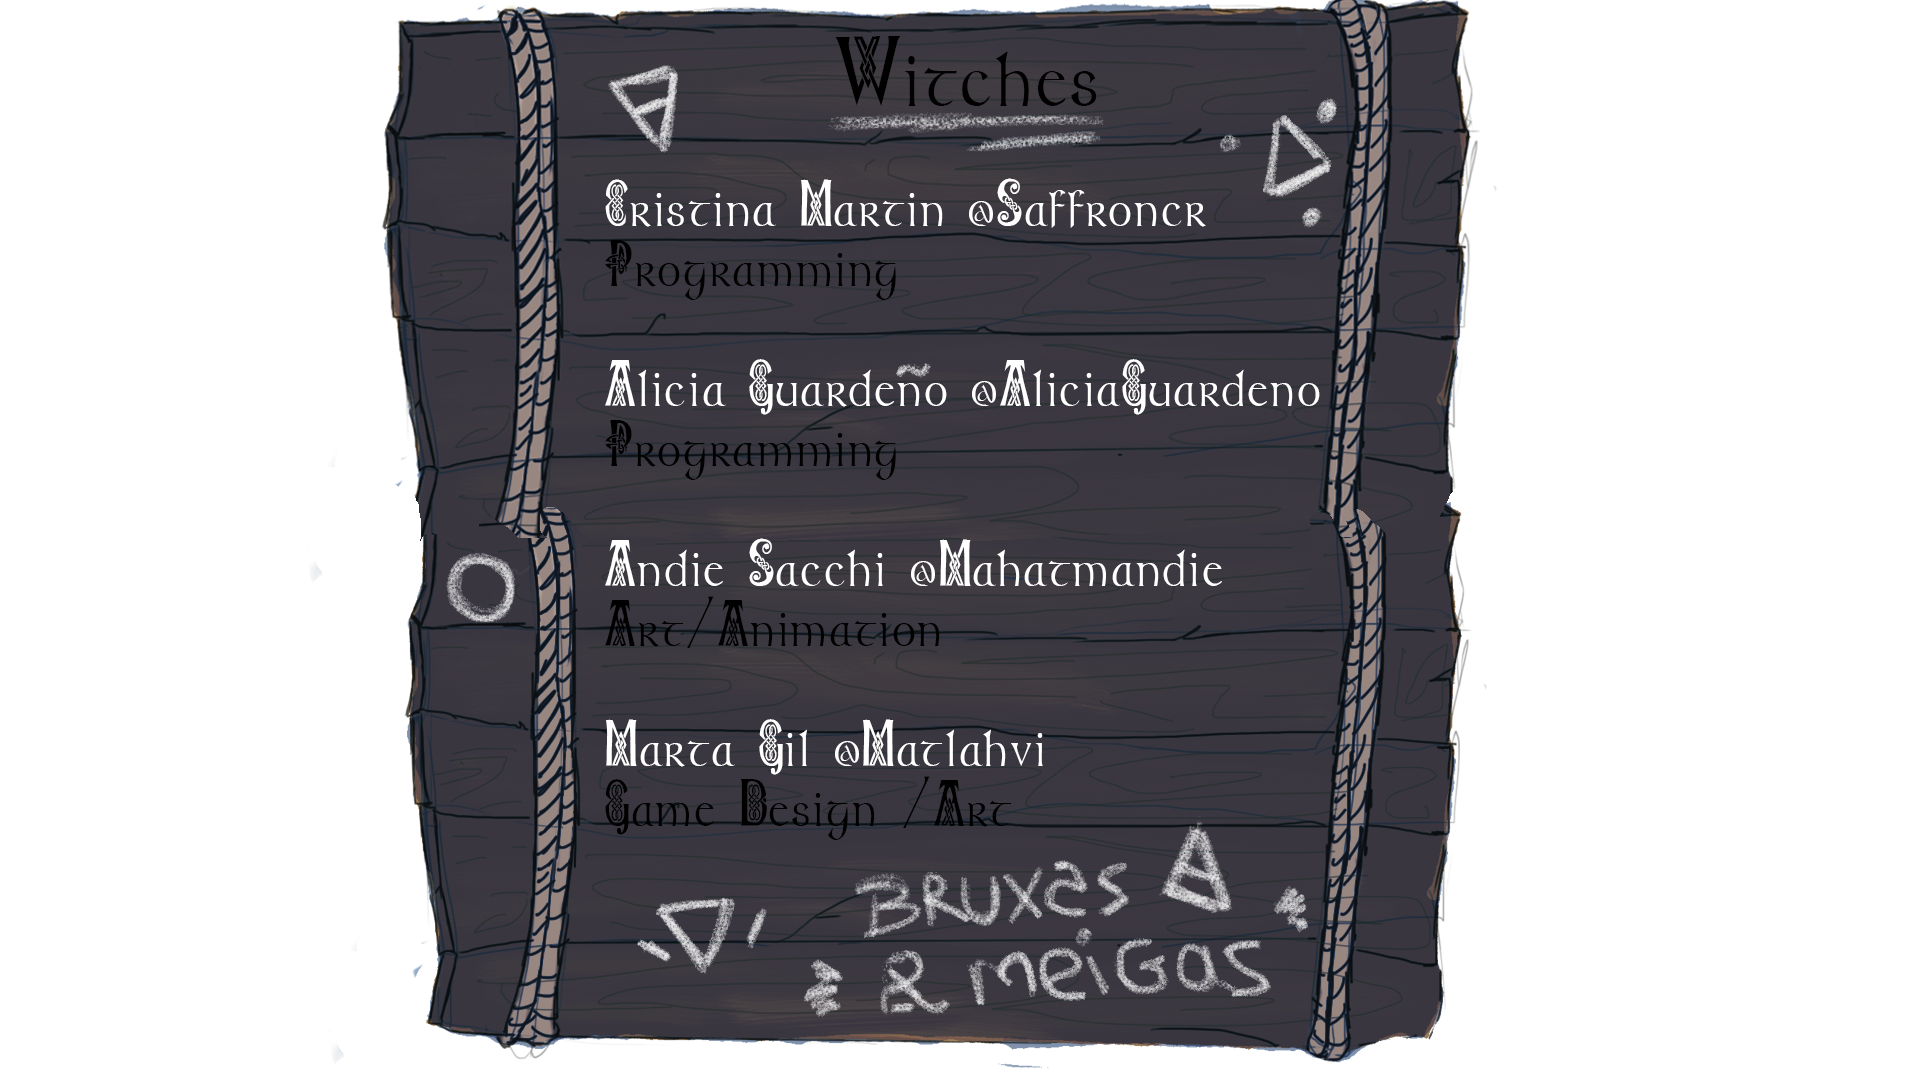 Witches
Cristina Martin @Saffroncr
Programming
Alicia Guardeño @AliciaGuardeno
Programming
Andie Sacchi @Mahatmandie
Art/Animation
Marta Gil @Matlahvi
Game Design /Art
BRUXAS
& MEIGAS